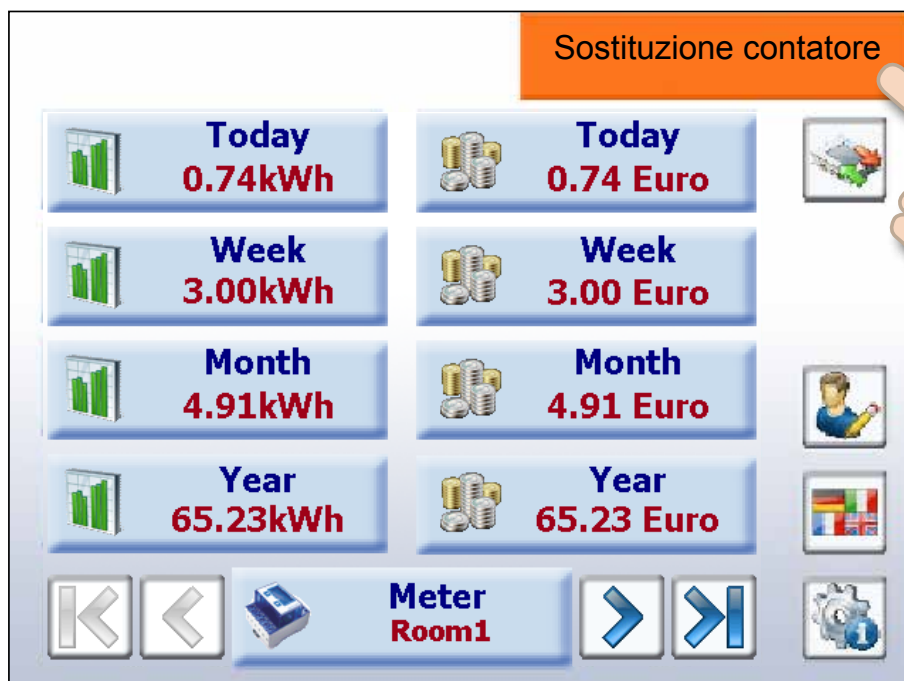 Sostituzione contatore
Today
0.74kWh
Today
0.74 Euro
Week
3.00kWh
Week
3.00 Euro
Month
4.91kWh
Month
4.91 Euro
Year
65.23kWh
Year
65.23 Euro
Meter
Room1